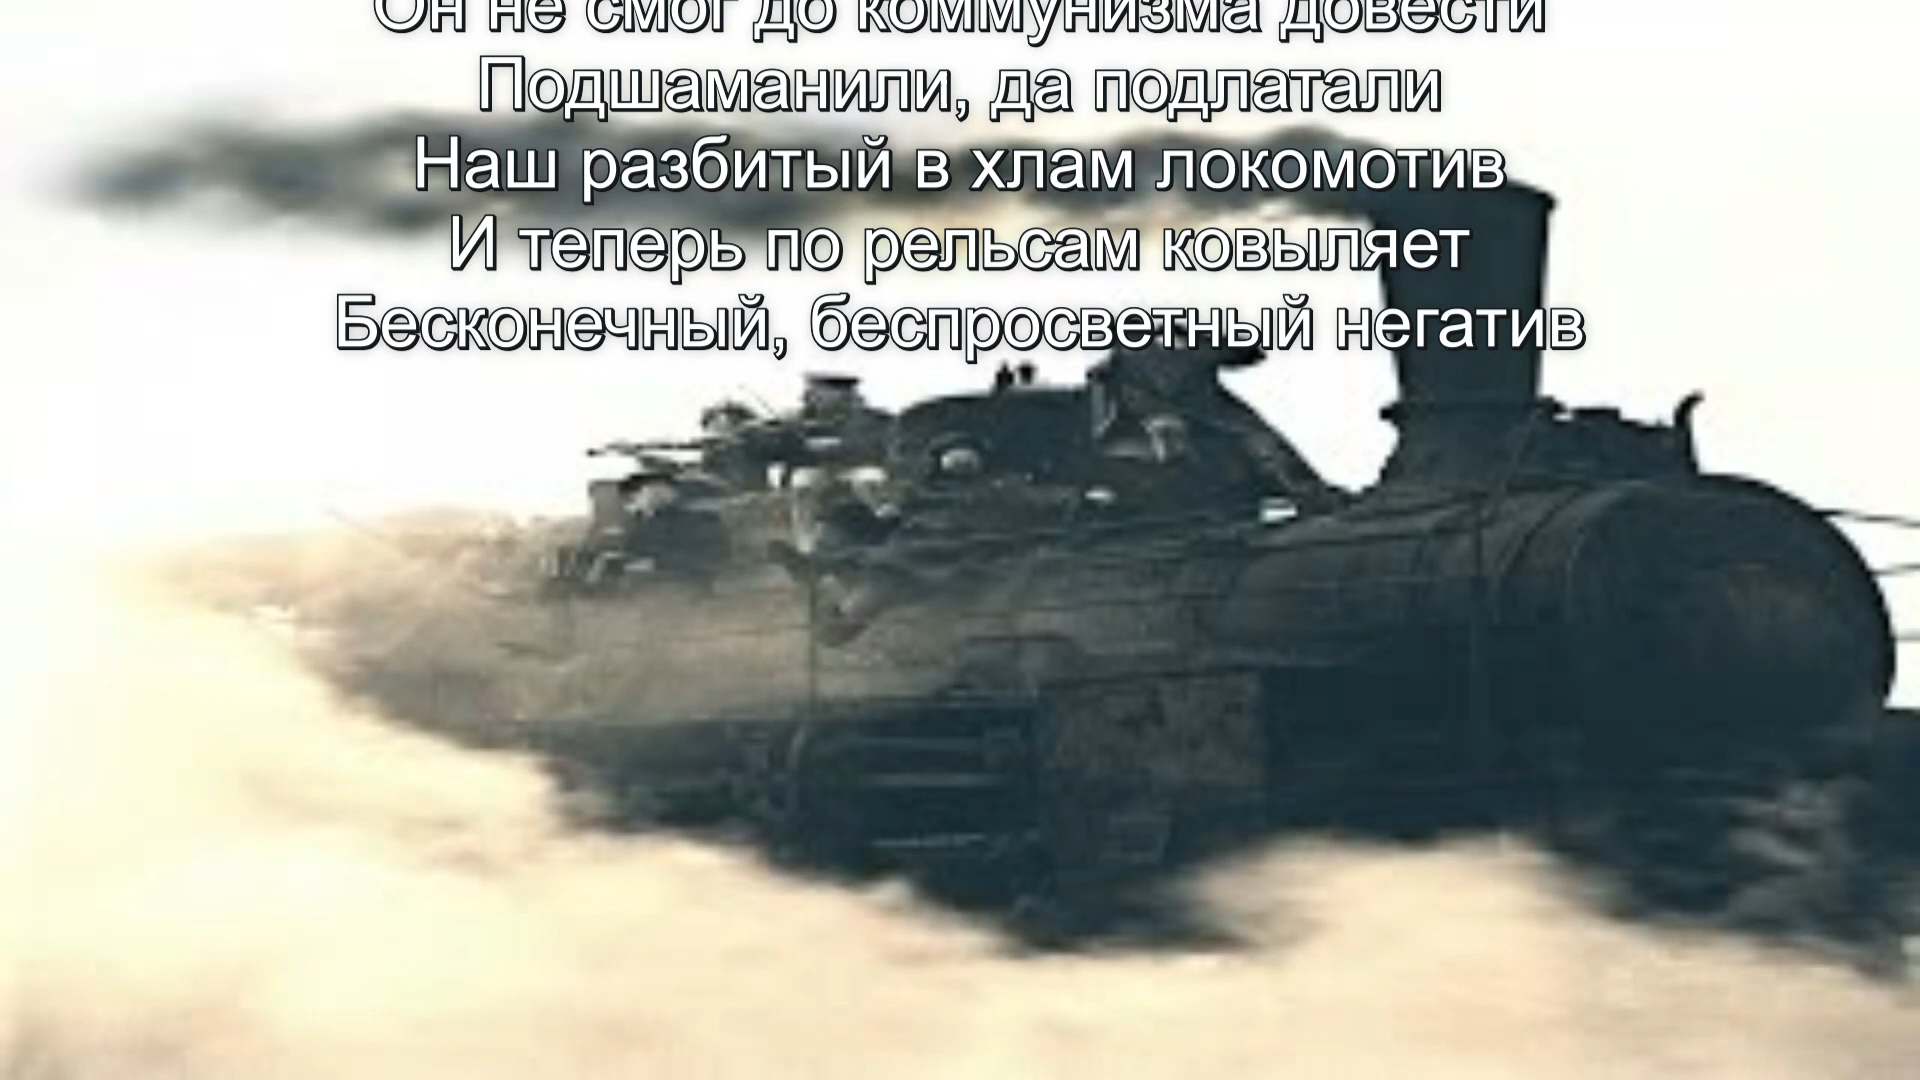 Он не смог до коммунизма довести
Подшаманили, да подлатали
Наш разбитый в хлам локомотив
И теперь по рельсам ковыляет
Бесконечный, беспросветный негатив